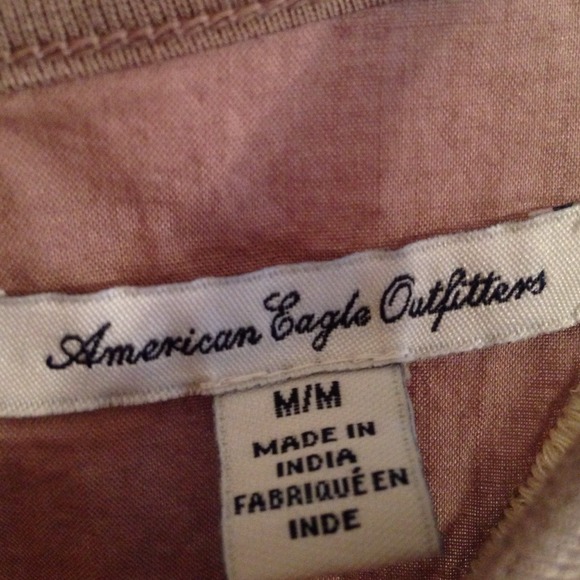 American Eagle Outfitters
M/M
MADE IN
INDIA
FABRIQUÉ EN
INDE